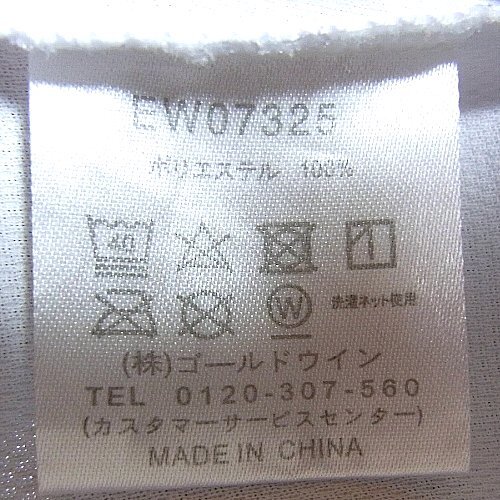 EW07325
ポリエステル 100%
40
W 洗濯ネット使用
(株)ゴールドウイン
TEL 0120-307-560
(カスタマーサービスセンター)
MADE IN CHINA